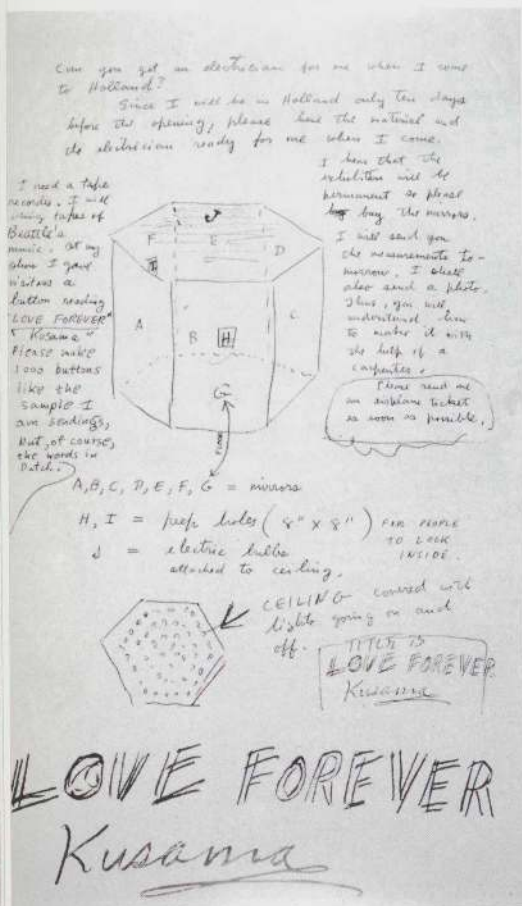 Can you get an electrician for me when I come
to Holland?
Since I will be in Holland only ten days
before the opening, please have the material and
the electrician ready for me when I come.
I need a tape
recorder. I will
bring tapes of
Beattle's
music. At my
show I gave
visitors a
button reading
"LOVE FOREVER"
"Kusama"
Please make
1000 buttons
like the
sample I
am sending,
but, of course,
the words in
Dutch.
I hear that the
exhibition will be
permanent so please
buy the mirrors.
I will send you
the measurements to-
morrow. I shall
also send a photo.
Thus, you will
understand how
to make it with
the help of a
carpenter.
Please send me
an airplane ticket
as soon as possible.
J
F E D
I
A B H C
G
FLOOR
A, B, C, D, E, F, G = mirrors
H, I = peep holes (8" x 8") FOR PEOPLE
TO LOOK
INSIDE.
J = electric bulbs
attached to ceiling.
CEILING covered with
lights going on and
off.
TITLE IS
LOVE FOREVER
Kusama
LOVE FOREVER
Kusama